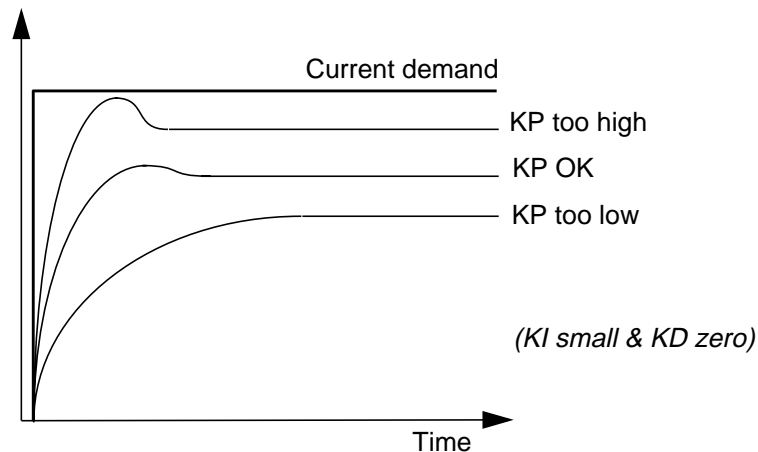 Current demand
KP too high
KP OK
KP too low
(KI small & KD zero)
Time